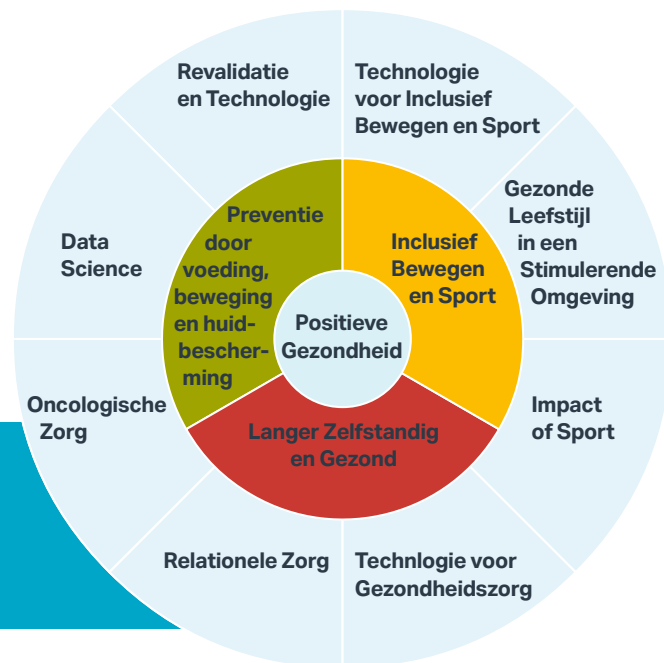 Revalidatie
en Technologie
Technologie
voor Inclusief
Bewegen en Sport
Gezonde
Leefstijl
in een
Stimulerende
Omgeving
Impact
of Sport
Technlogie voor
Gezondheidszorg
Relationele Zorg
Oncologische
Zorg
Data
Science
Preventie
door
voeding,
beweging
en huid-
bescher-
ming
Inclusief
Bewegen
en Sport
Langer Zelfstandig
en Gezond
Positieve
Gezondheid